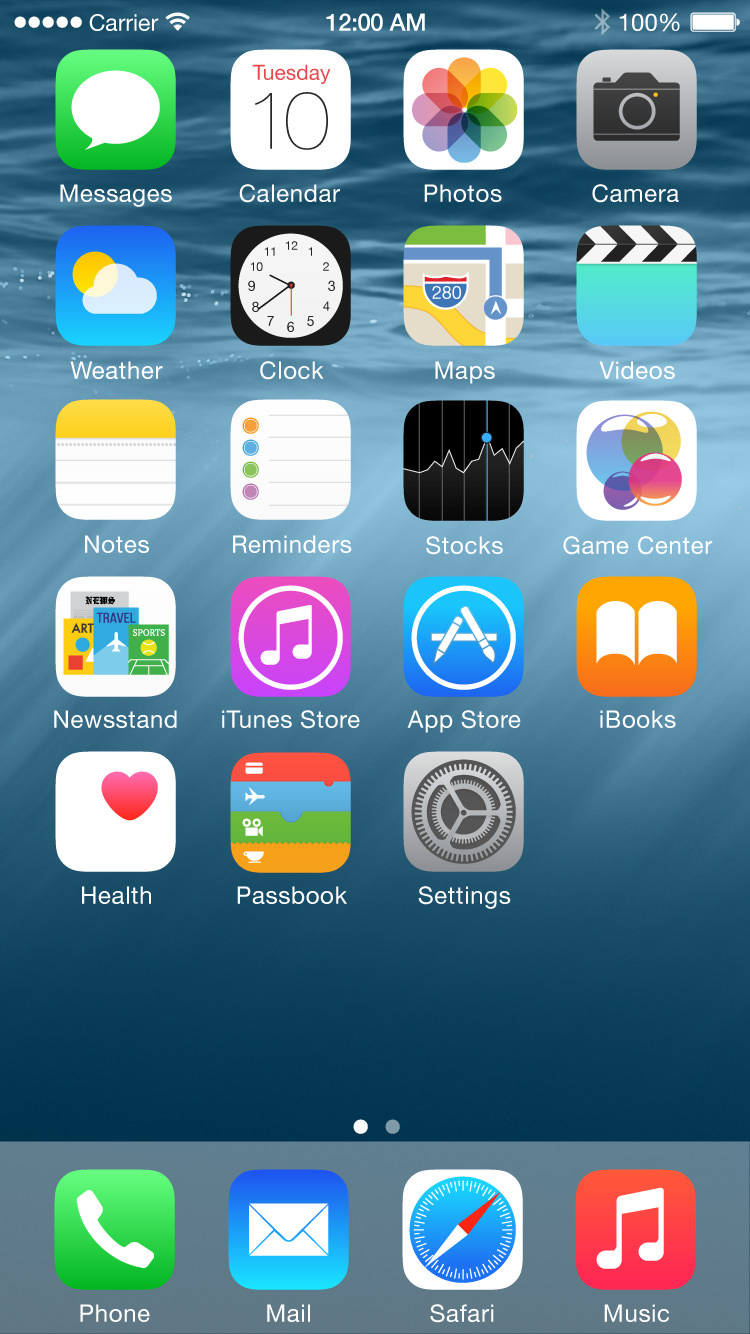 Carrier 12:00 AM 100%
Tuesday
10
Messages Calendar Photos Camera
12
11 1
10 2
9 3
8 4
7 5
6
280
Weather Clock Maps Videos
Notes Reminders Stocks Game Center
NEWS
TRAVEL
ART
SPORTS
Newsstand iTunes Store App Store iBooks
Health Passbook Settings
Phone Mail Safari Music